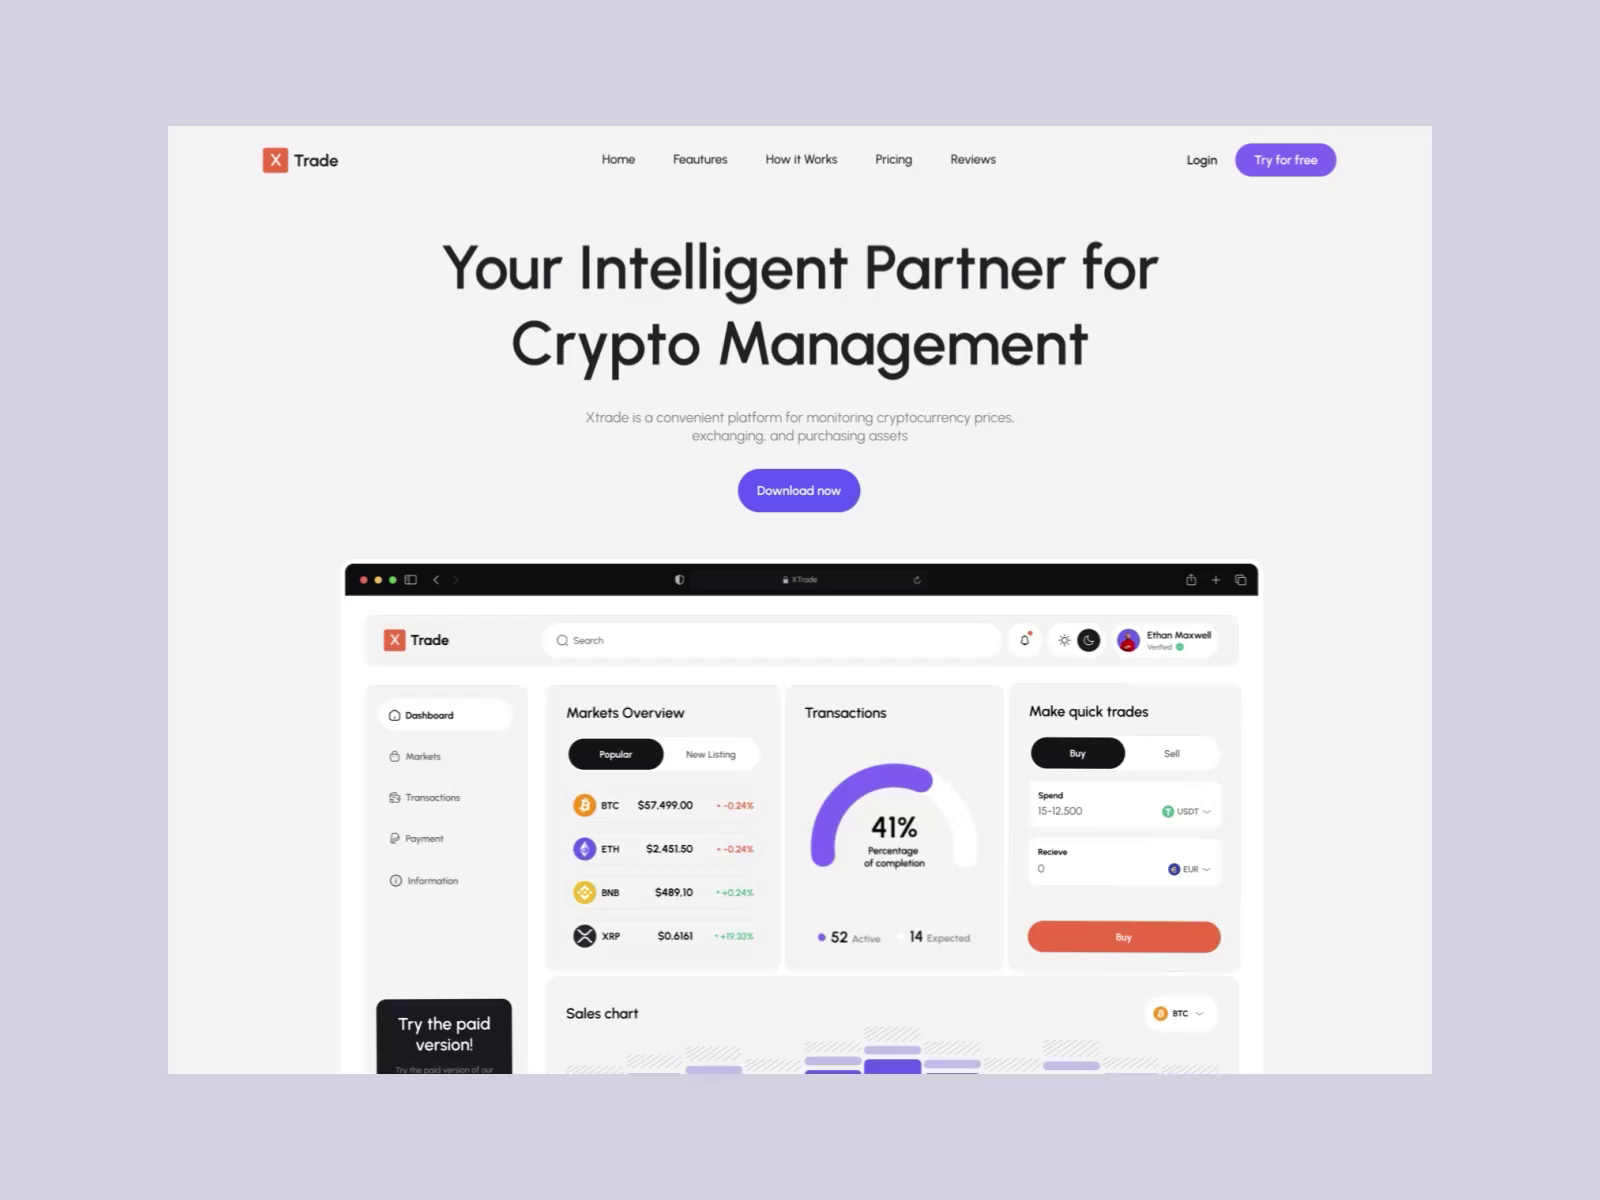 X Trade
Home Feautures How it Works Pricing Reviews
Login Try for free
Your Intelligent Partner for
Crypto Management
Xtrade is a convenient platform for monitoring cryptocurrency prices,
exchanging, and purchasing assets
Download now
XTrade
X Trade
Search
Ethan Maxwell
Verified
Dashboard
Markets
Transactions
Payment
Information
Try the paid
version!
Try the paid version of our
Markets Overview
Popular New Listing
BTC $57,499.00 -0.24%
ETH $2,451.50 -0.24%
BNB $489,10 +0.24%
XRP $0,6161 +19.33%
Transactions
41%
Percentage
of completion
52 Active 14 Expected
Make quick trades
Buy Sell
Spend
15-12,500 USDT
Recieve
0 EUR
Buy
Sales chart
BTC